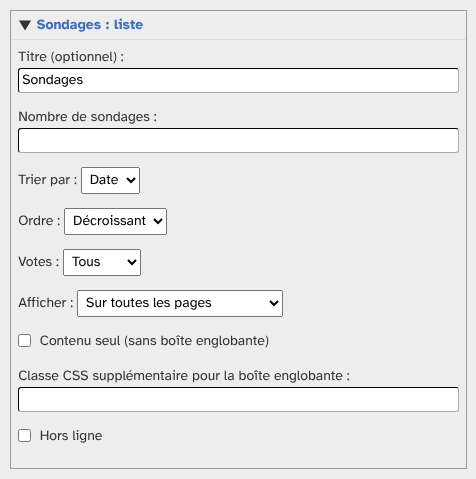 ▼ Sondages : liste
Titre (optionnel) :
Sondages
Nombre de sondages :
Trier par : Date
Ordre : Décroissant
Votes : Tous
Afficher : Sur toutes les pages
Contenu seul (sans boîte englobante)
Classe CSS supplémentaire pour la boîte englobante :
Hors ligne